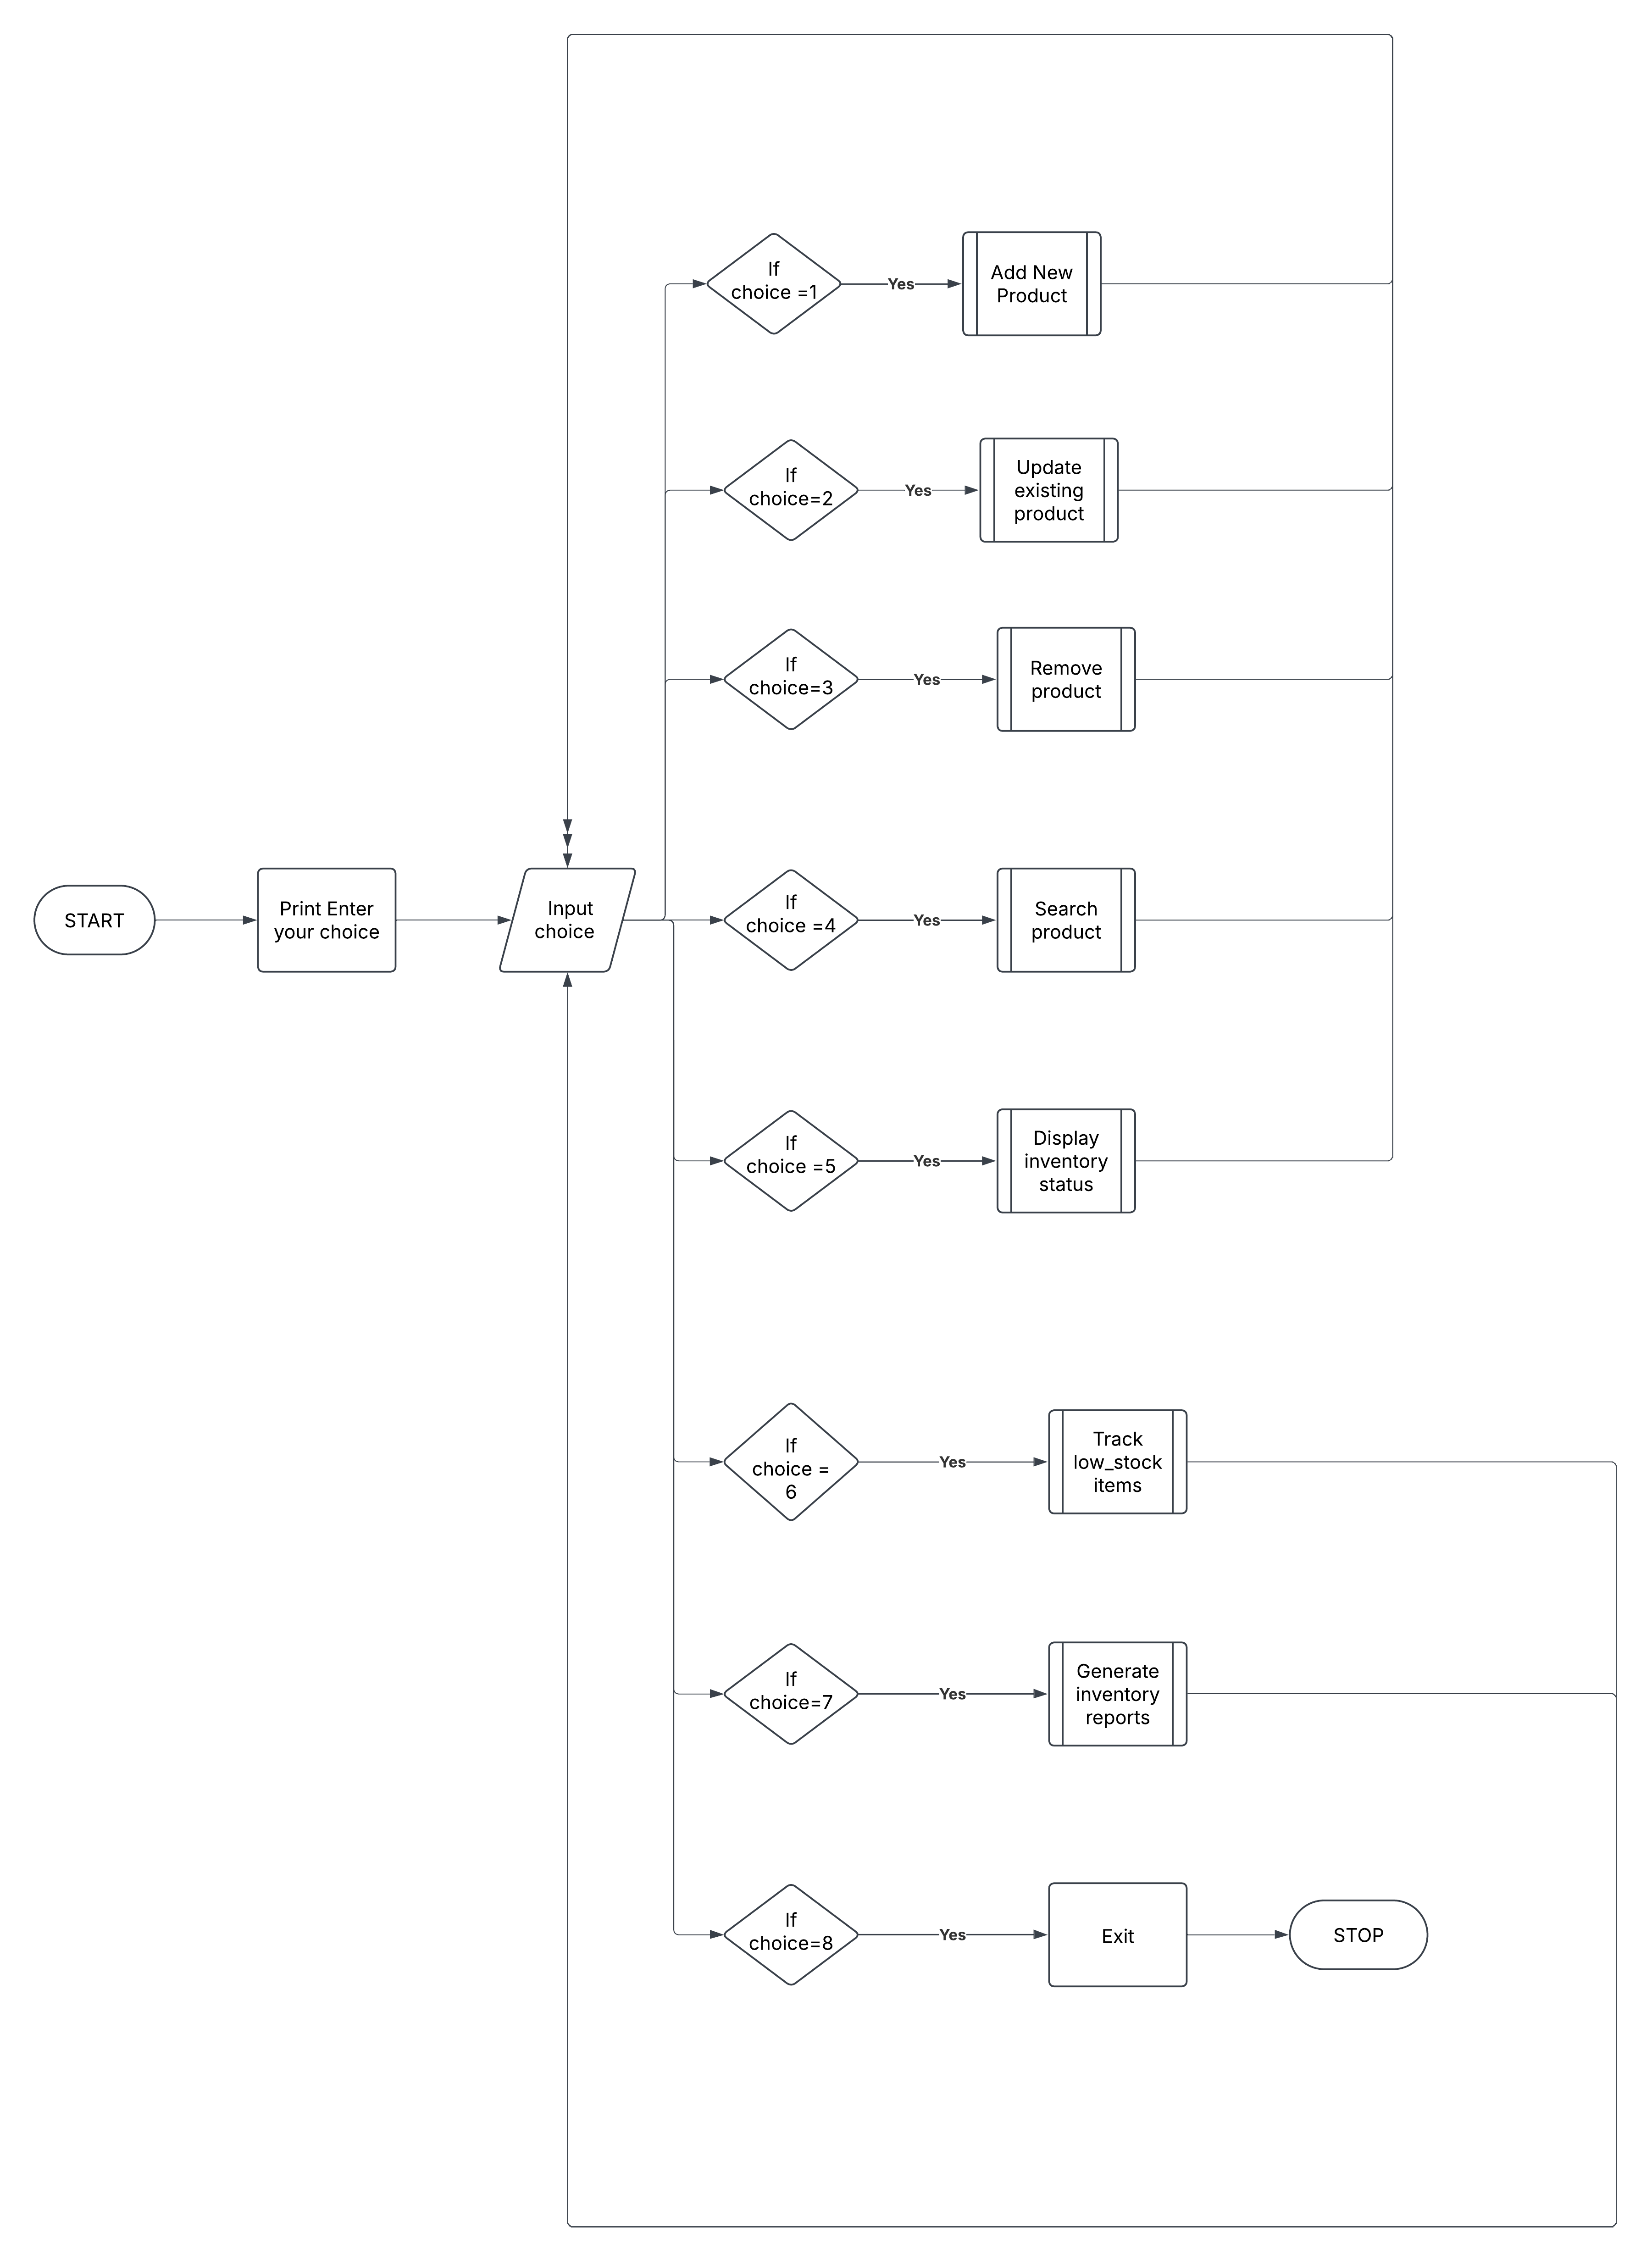 If
choice =1
Yes
Add New
Product
If
choice=2
Yes
Update
existing
product
If
choice=3
Yes
Remove
product
START
Print Enter
your choice
Input
choice
If
choice =4
Yes
Search
product
If
choice =5
Yes
Display
inventory
status
If
choice =
6
Yes
Track
low_stock
items
If
choice=7
Yes
Generate
inventory
reports
If
choice=8
Yes
Exit
STOP